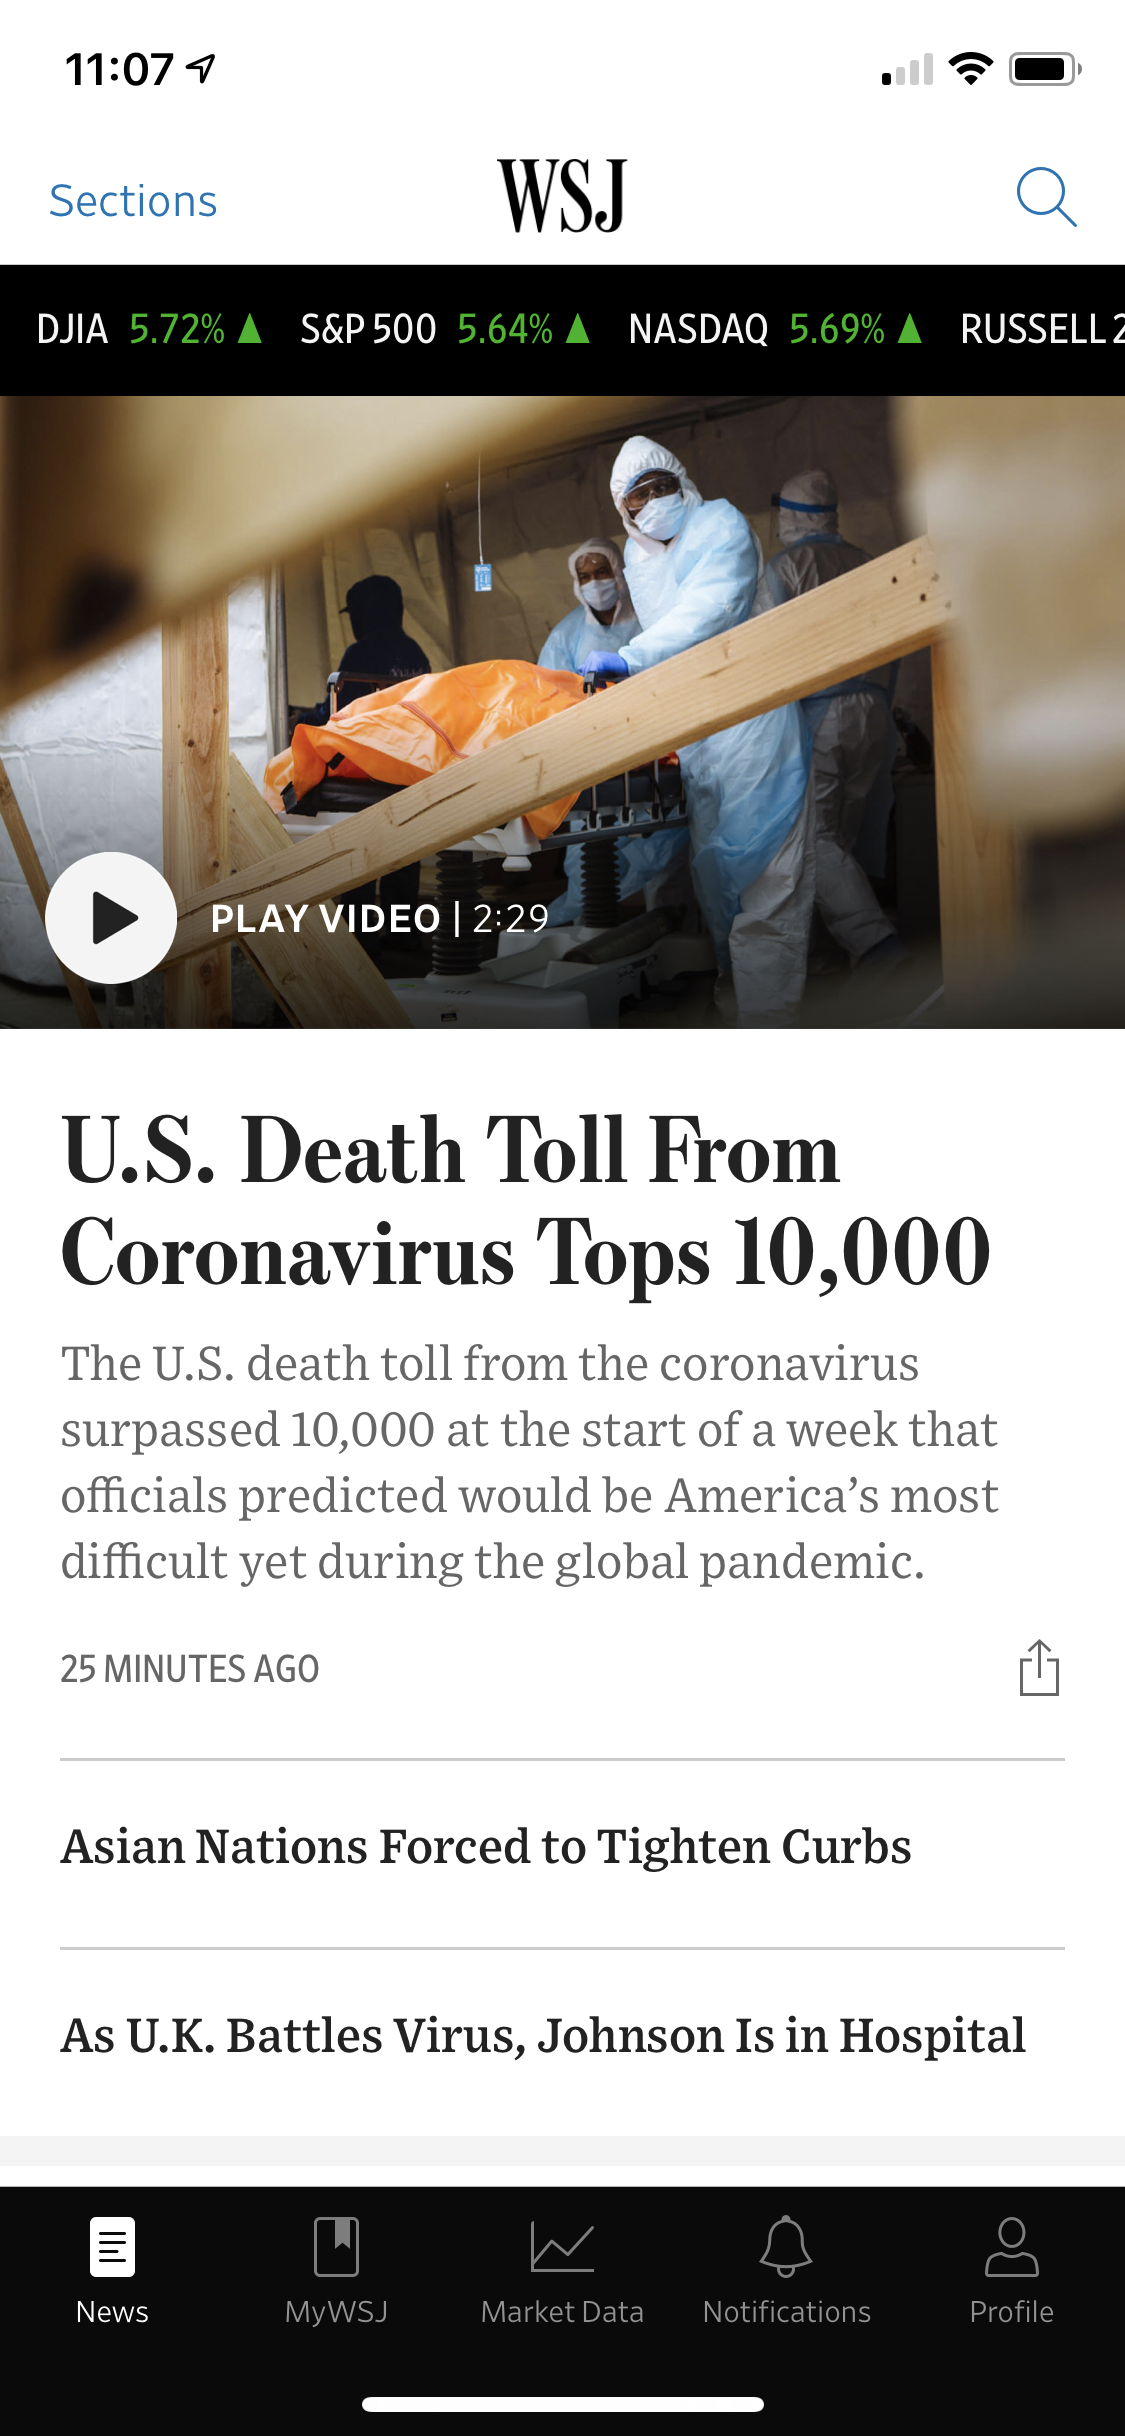 11:07
Sections
WSJ
DJIA 5.72% ▲ S&P 500 5.64% ▲ NASDAQ 5.69% ▲ RUSSELL 2
PLAY VIDEO | 2:29
U.S. Death Toll From
Coronavirus Tops 10,000
The U.S. death toll from the coronavirus
surpassed 10,000 at the start of a week that
officials predicted would be America’s most
difficult yet during the global pandemic.
25 MINUTES AGO
Asian Nations Forced to Tighten Curbs
As U.K. Battles Virus, Johnson Is in Hospital
News MyWSJ Market Data Notifications Profile